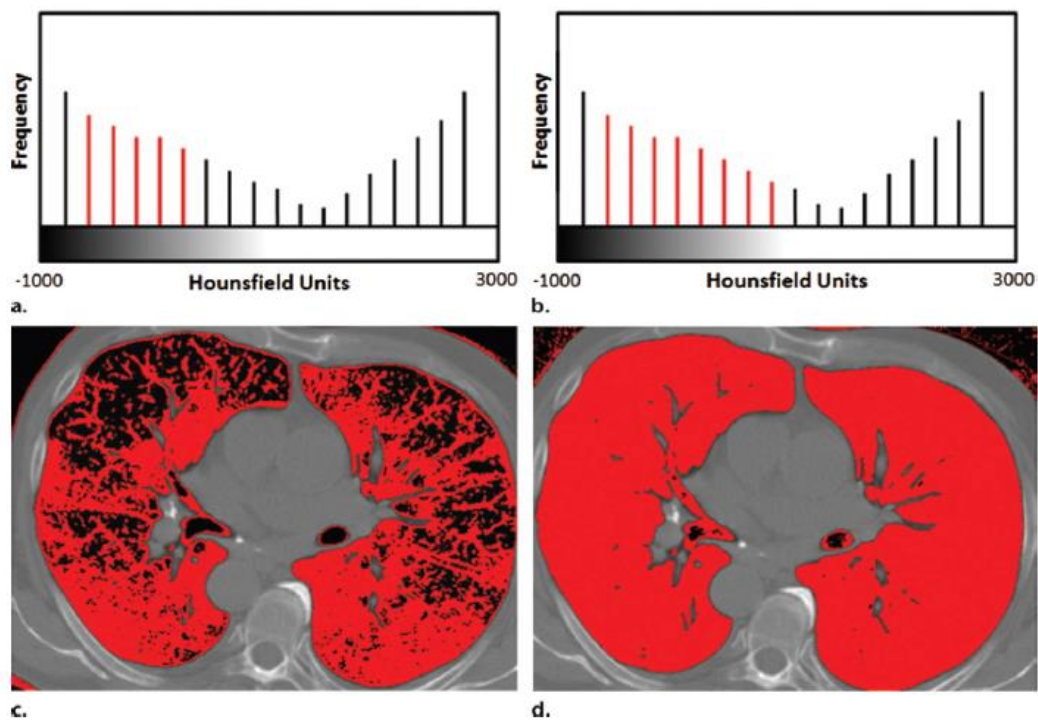 Frequency
-1000
Hounsfield Units
3000
a.
Frequency
-1000
Hounsfield Units
3000
b.
c.
d.